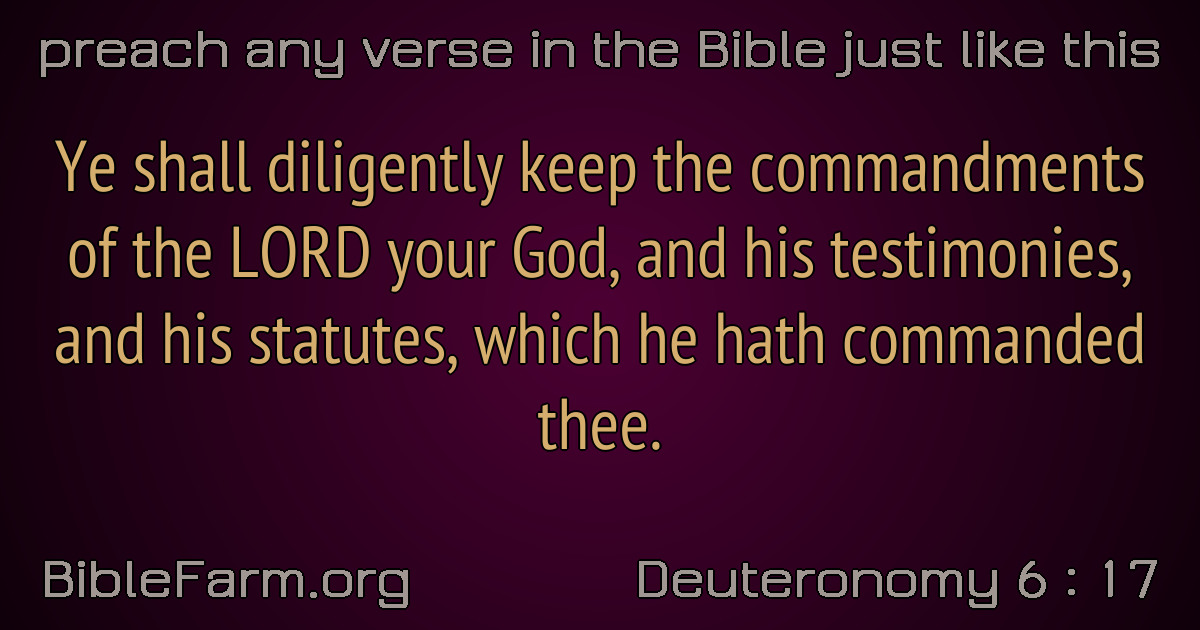 preach any verse in the Bible just like this
Ye shall diligently keep the commandments
of the LORD your God, and his testimonies,
and his statutes, which he hath commanded
thee.
BibleFarm.org
Deuteronomy 6 : 17